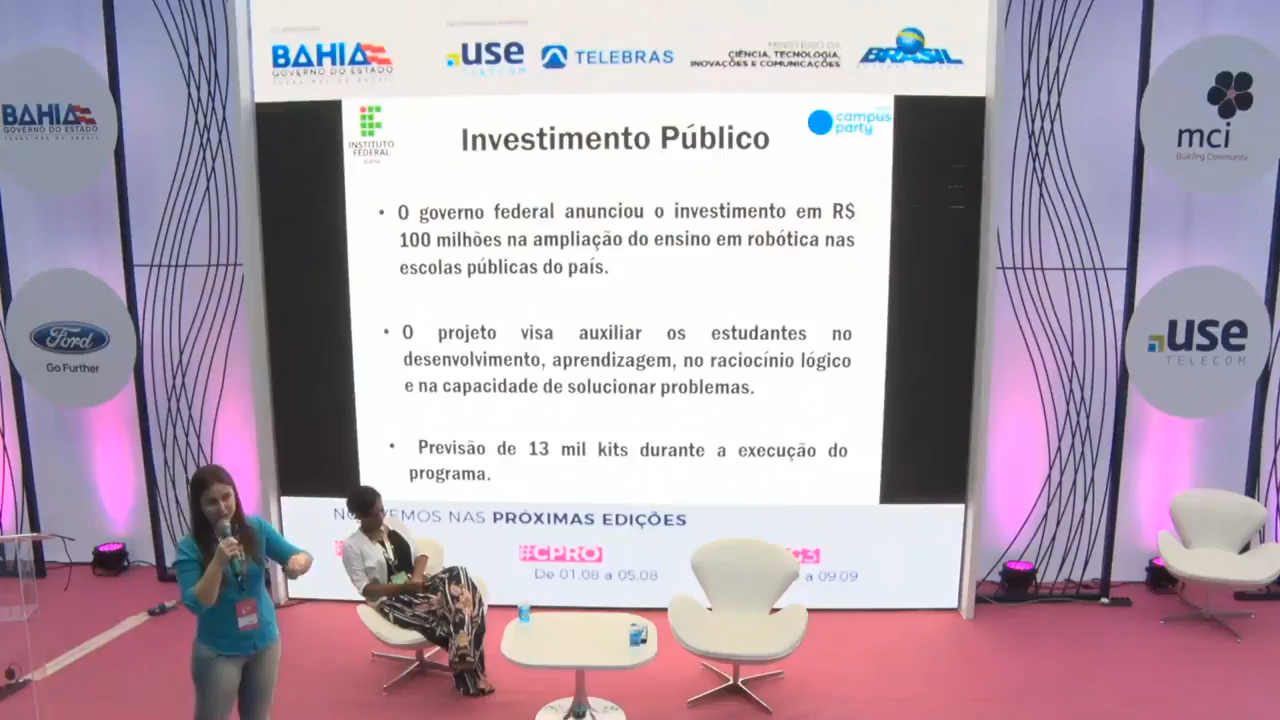 BAHIA
GOVERNO DO ESTADO
USE
TELECOM
TELEBRAS
MINISTÉRIO DA
CIÊNCIA, TECNOLOGIA,
INOVAÇÕES E COMUNICAÇÕES
BRASIL
BAHIA
GOVERNO DO ESTADO
Ford
Go Further
mci
Building Community
USE
TELECOM
INSTITUTO
FEDERAL
Bahia
campus
party
Investimento Público
• O governo federal anunciou o investimento em R$
100 milhões na ampliação do ensino em robótica nas
escolas públicas do país.
• O projeto visa auxiliar os estudantes no
desenvolvimento, aprendizagem, no raciocínio lógico
e na capacidade de solucionar problemas.
• Previsão de 13 mil kits durante a execução do
programa.
VEMOS NAS PRÓXIMAS EDIÇÕES
#CPRO
De 01.08 a 05.08
a 09.09